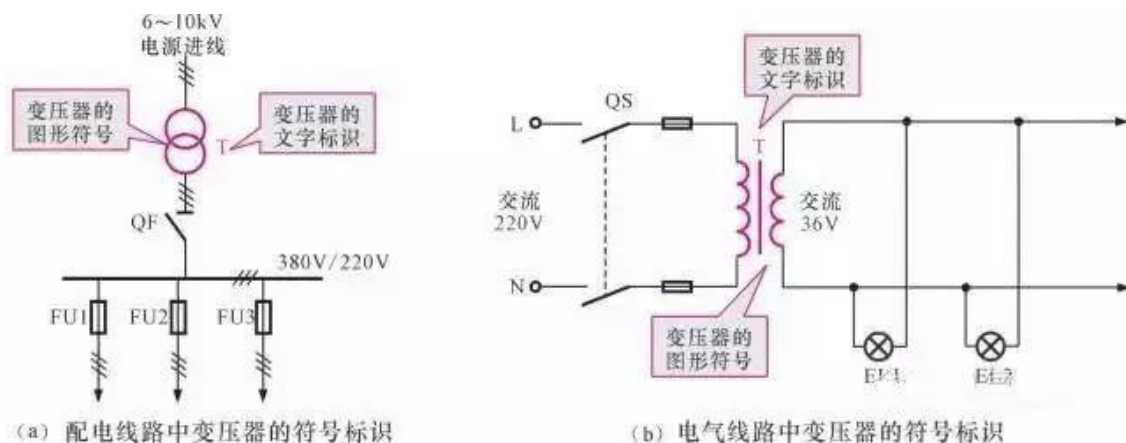 6～10kV
电源进线
变压器的
图形符号
T
变压器的
文字标识
QF
380V/220V
FU1
FU2
FU3
(a) 配电线路中变压器的符号标识
变压器的
文字标识
QS
L
T
交流
220V
交流
36V
N
变压器的
图形符号
(b) 电气线路中变压器的符号标识